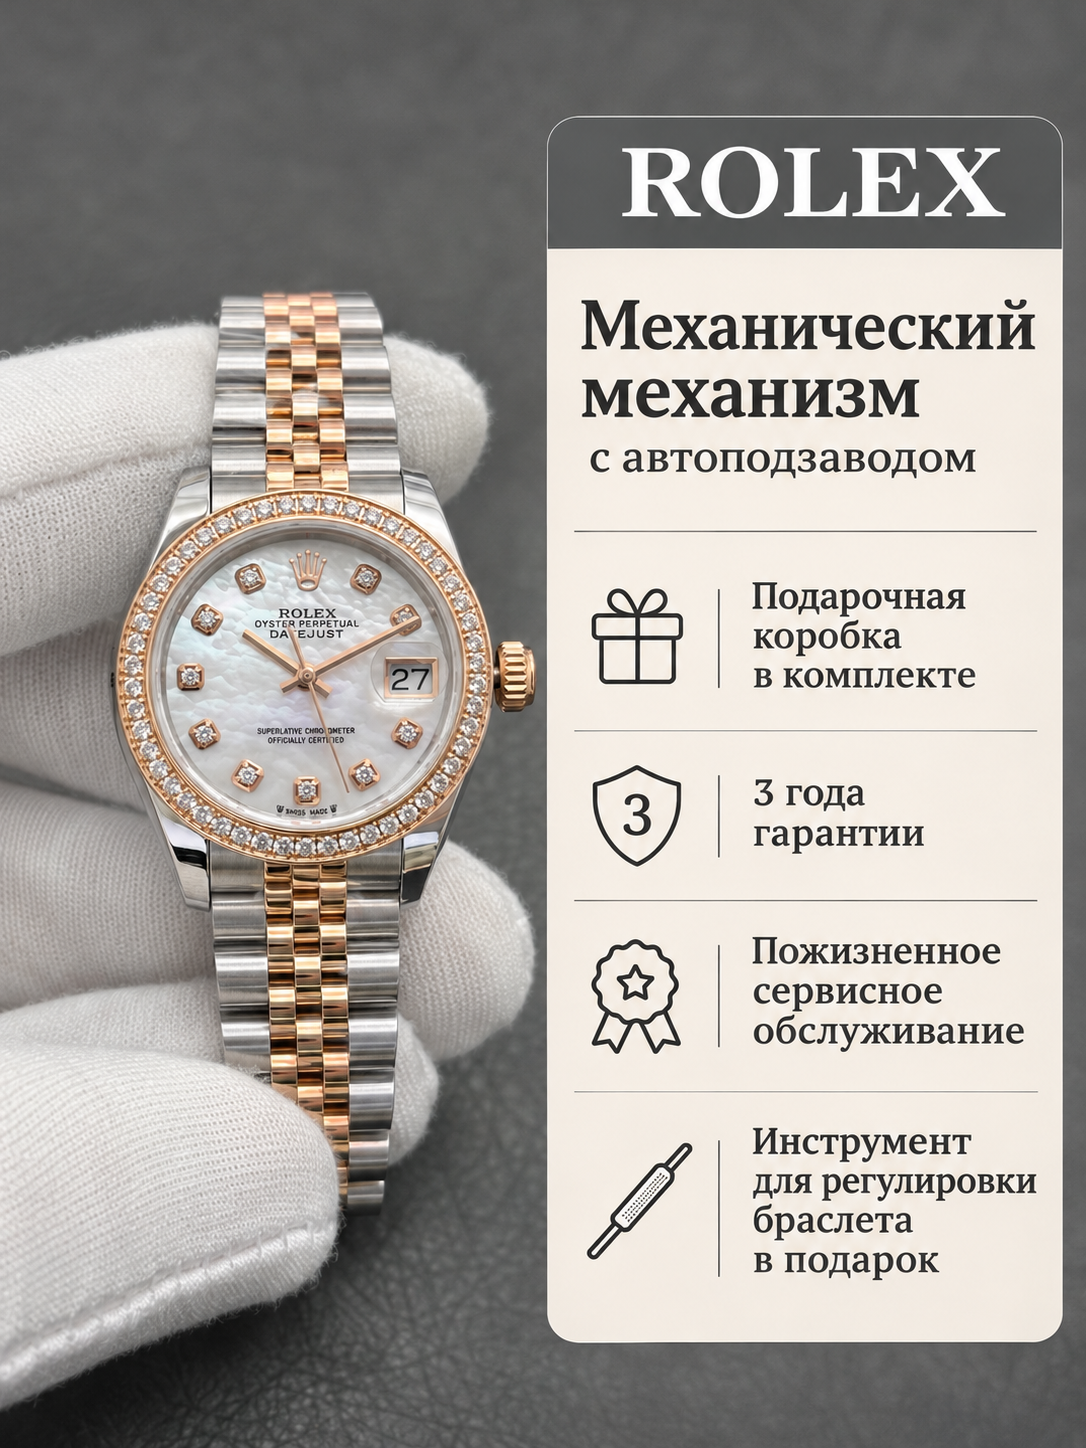 ROLEX
Механический
механизм
с автоподзаводом
Подарочная
коробка
в комплекте
3
3 года
гарантии
Пожизненное
сервисное
обслуживание
Инструмент
для регулировки
браслета
в подарок
ROLEX
OYSTER PERPETUAL
DATEJUST
27
SUPERLATIVE CHRONOMETER
OFFICIALLY CERTIFIED
MADE